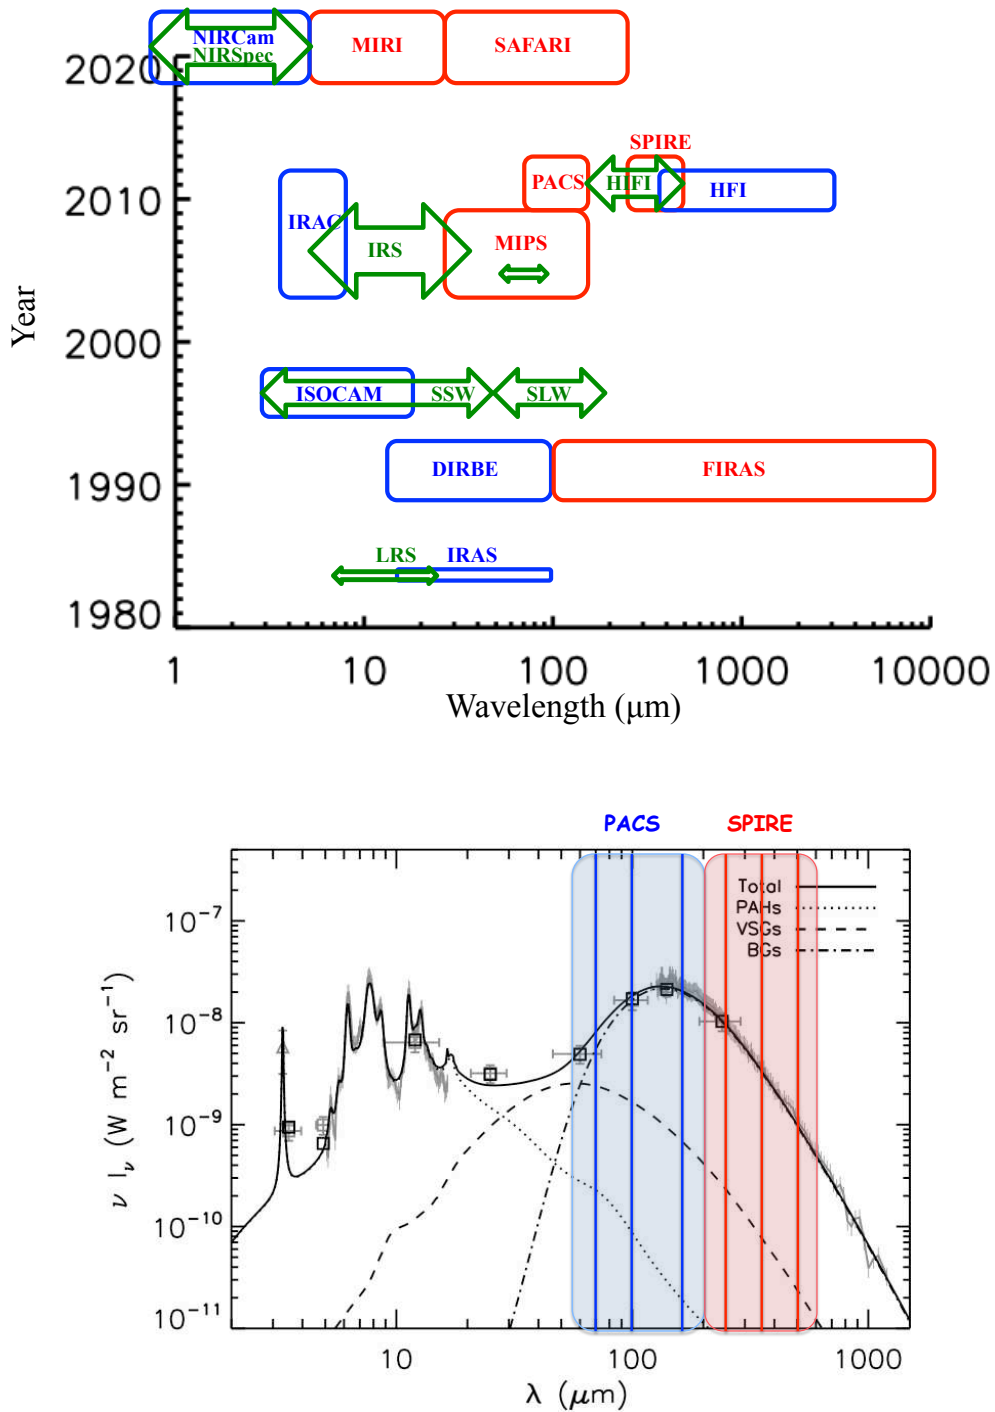 NIRCam
NIRSpec
MIRI
SAFARI
2020
SPIRE
PACS
HIFI
HFI
2010
IRAC
IRS
MIPS
Year
2000
ISOCAM
SSW
SLW
DIRBE
FIRAS
1990
LRS
IRAS
1980
1 10 100 1000 10000
Wavelength (μm)
PACS SPIRE
Total
PAHs
VSGs
BGs
10⁻⁷
10⁻⁸
10⁻⁹
10⁻¹⁰
10⁻¹¹
ν Iν (W m⁻² sr⁻¹)
10 100 1000
λ (μm)